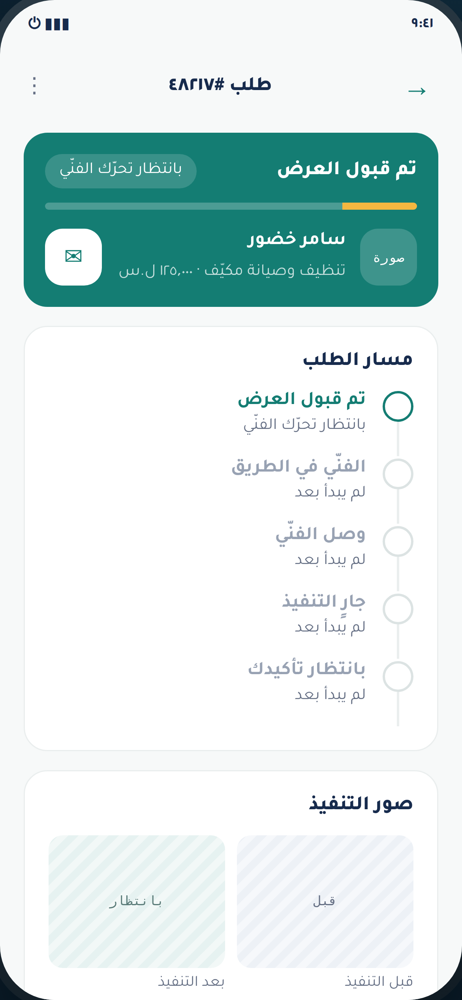 ٩:٤١
طلب #٤٨٢١٧
تم قبول العرض
بانتظار تحرّك الفنّي
صورة
سامر خضور
تنظيف وصيانة مكيّف · ١٢٥,٠٠٠ ل.س
مسار الطلب
تم قبول العرض
بانتظار تحرّك الفنّي
الفنّي في الطريق
لم يبدأ بعد
وصل الفنّي
لم يبدأ بعد
جارٍ التنفيذ
لم يبدأ بعد
بانتظار تأكيدك
لم يبدأ بعد
صور التنفيذ
قبل
بانتظار
قبل التنفيذ
بعد التنفيذ